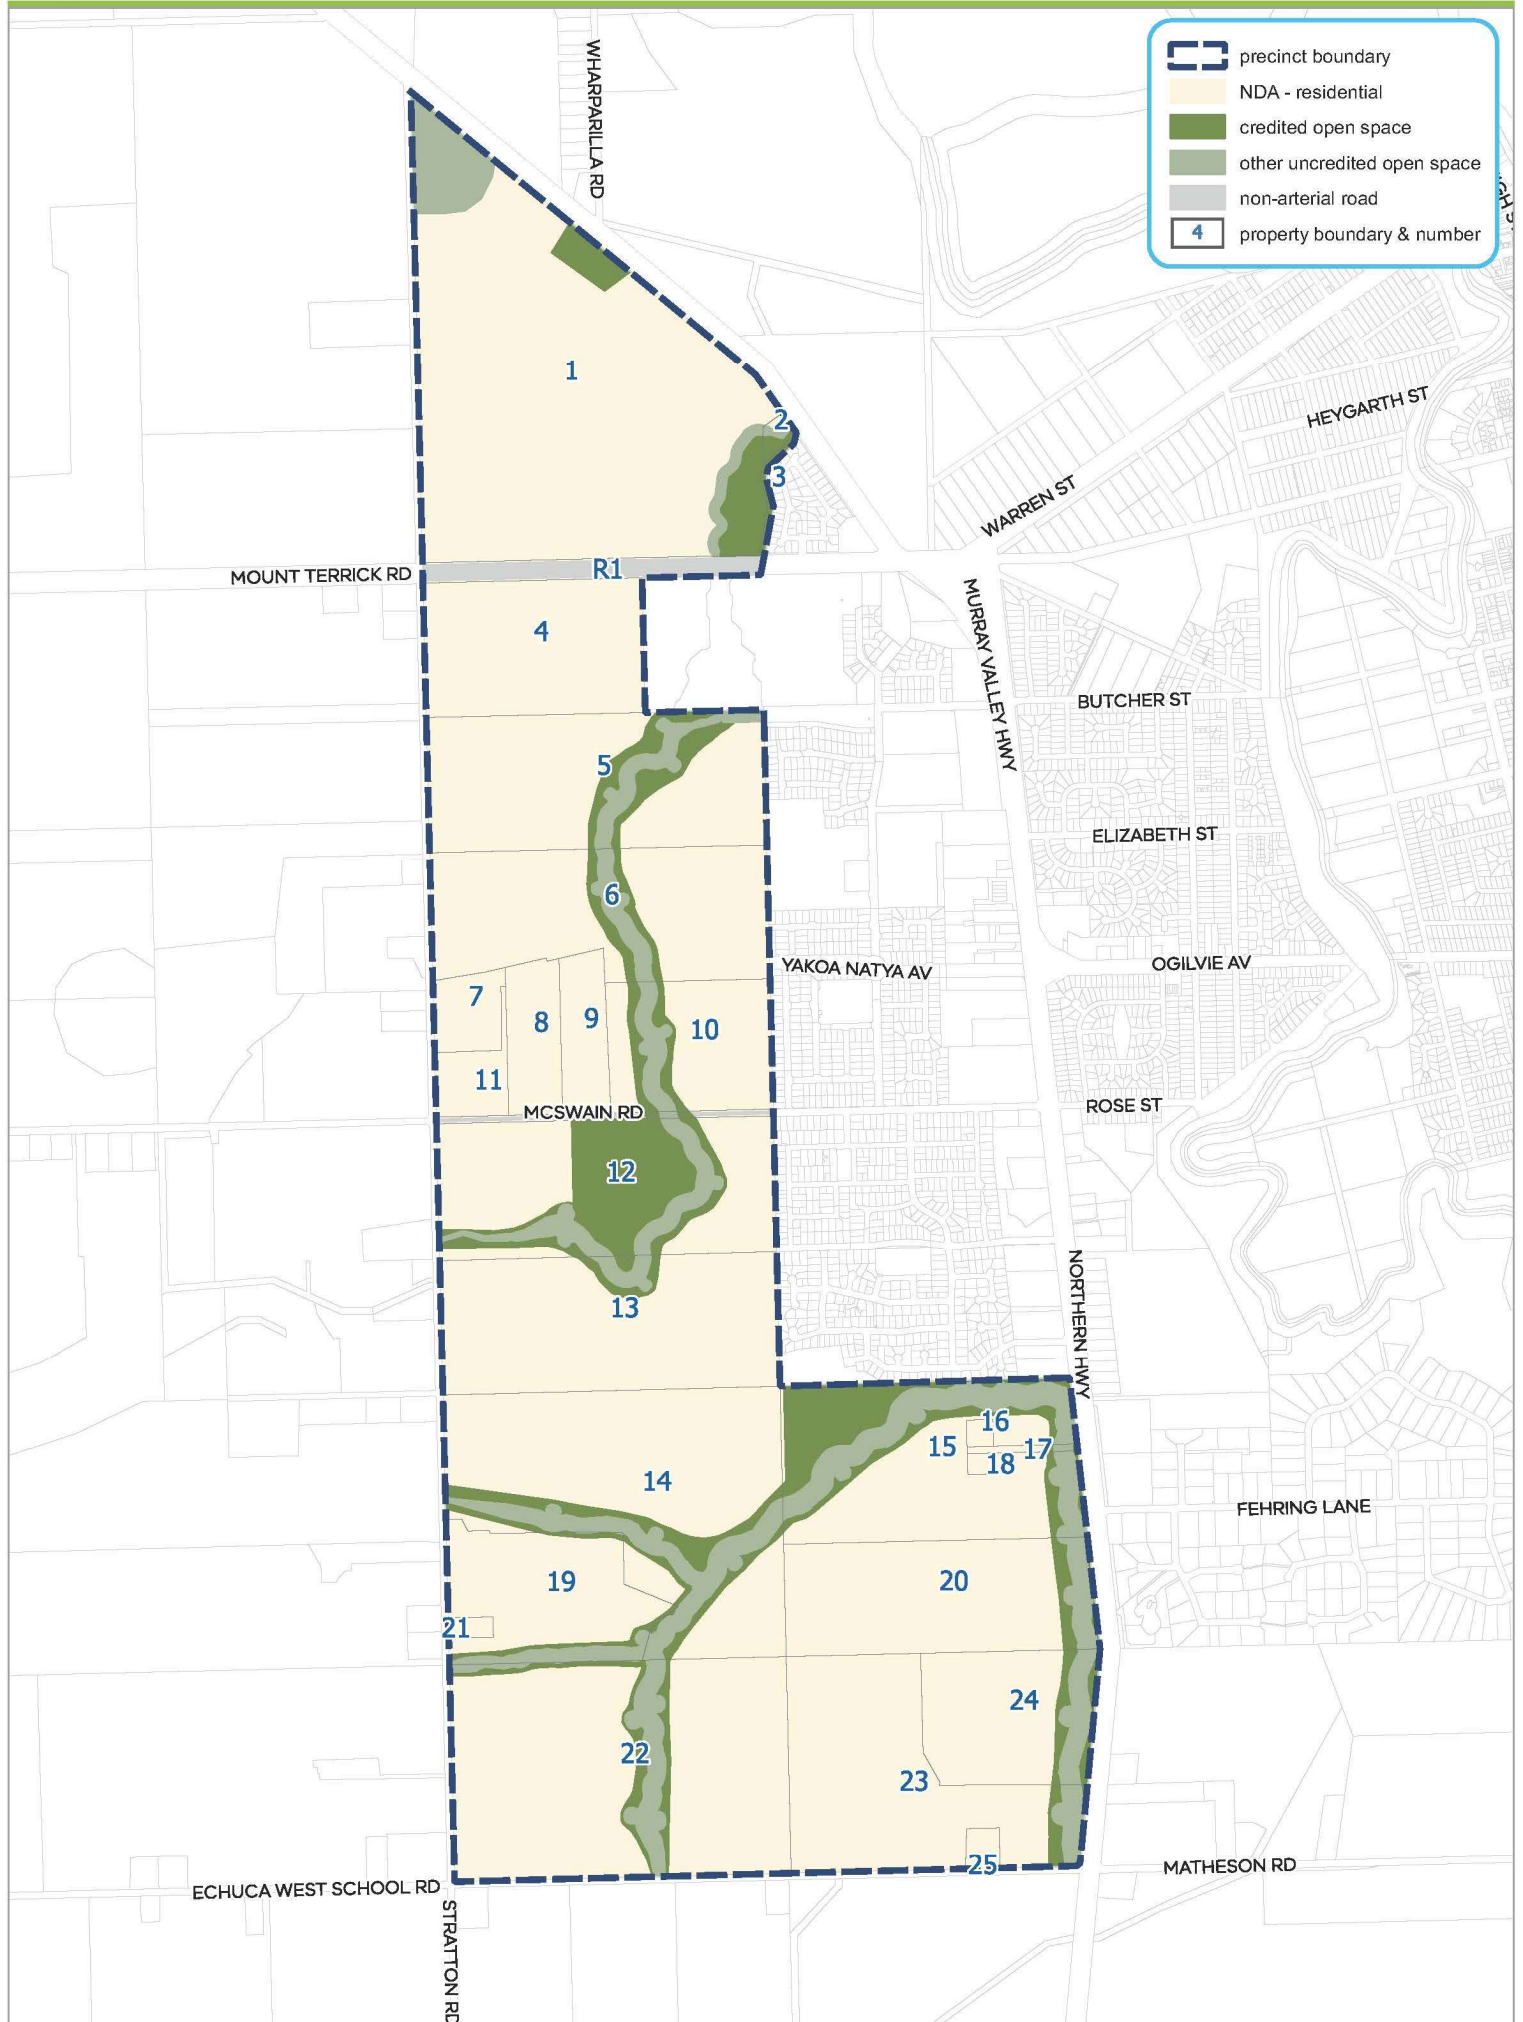 precinct boundary
NDA - residential
credited open space
other uncredited open space
non-arterial road
4 property boundary & number
WHARPARILLA RD
1
2
3
HEYGARTH ST
WARREN ST
R1
MOUNT TERRICK RD
4
MURRAY VALLEY HWY
BUTCHER ST
5
ELIZABETH ST
6
YAKOA NATYA AV
OGILVIE AV
7
8
9
10
11
MCSWAIN RD
ROSE ST
12
13
NORTHERN HWY
16
15
17
18
14
FEHRING LANE
19
20
21
24
22
23
25
MATHESON RD
ECHUCA WEST SCHOOL RD
STRATTON RD